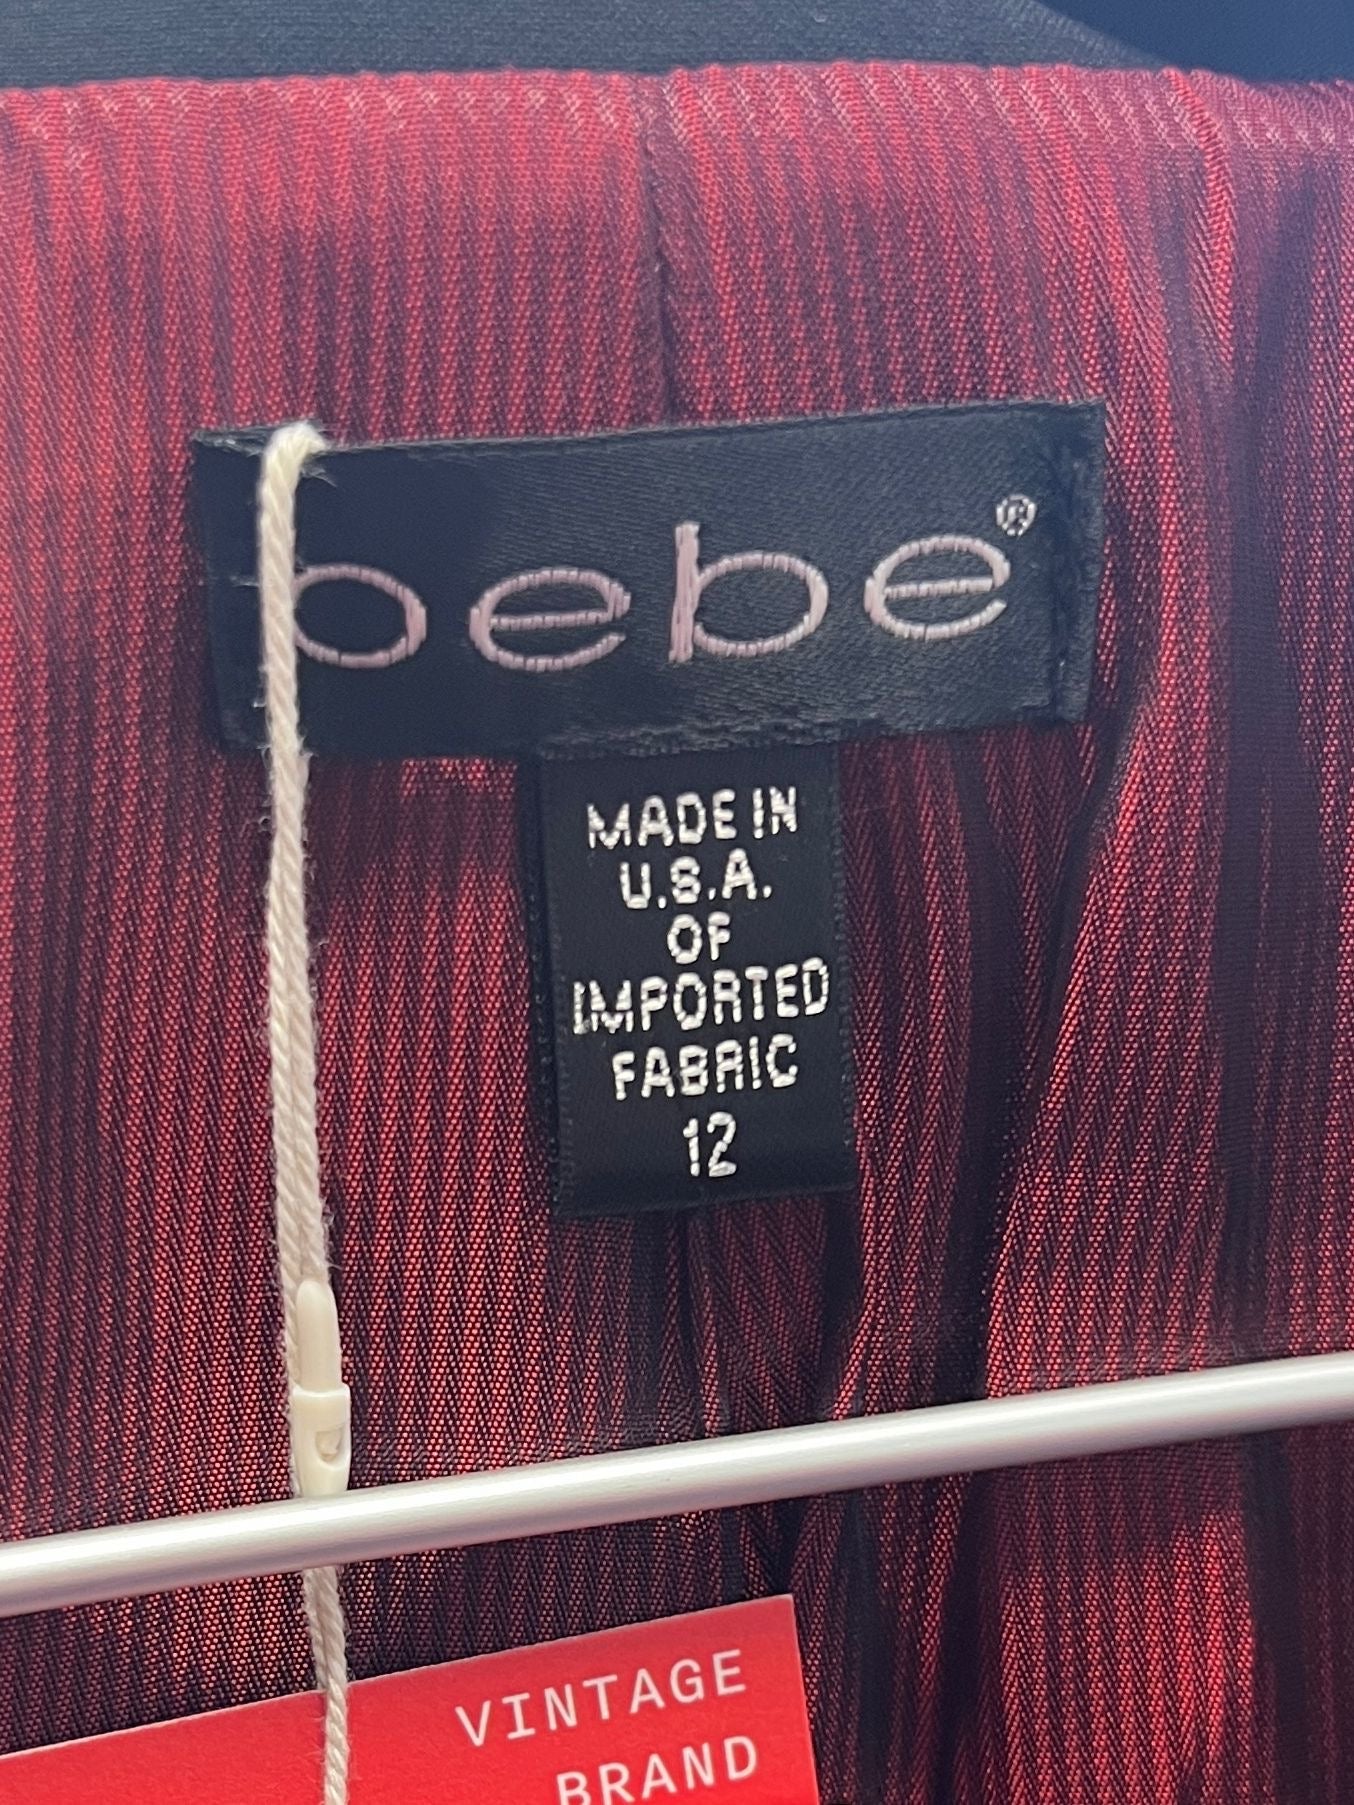 bebe®
MADE IN
U.S.A.
OF
IMPORTED
FABRIC
12
VINTAGE
BRAND